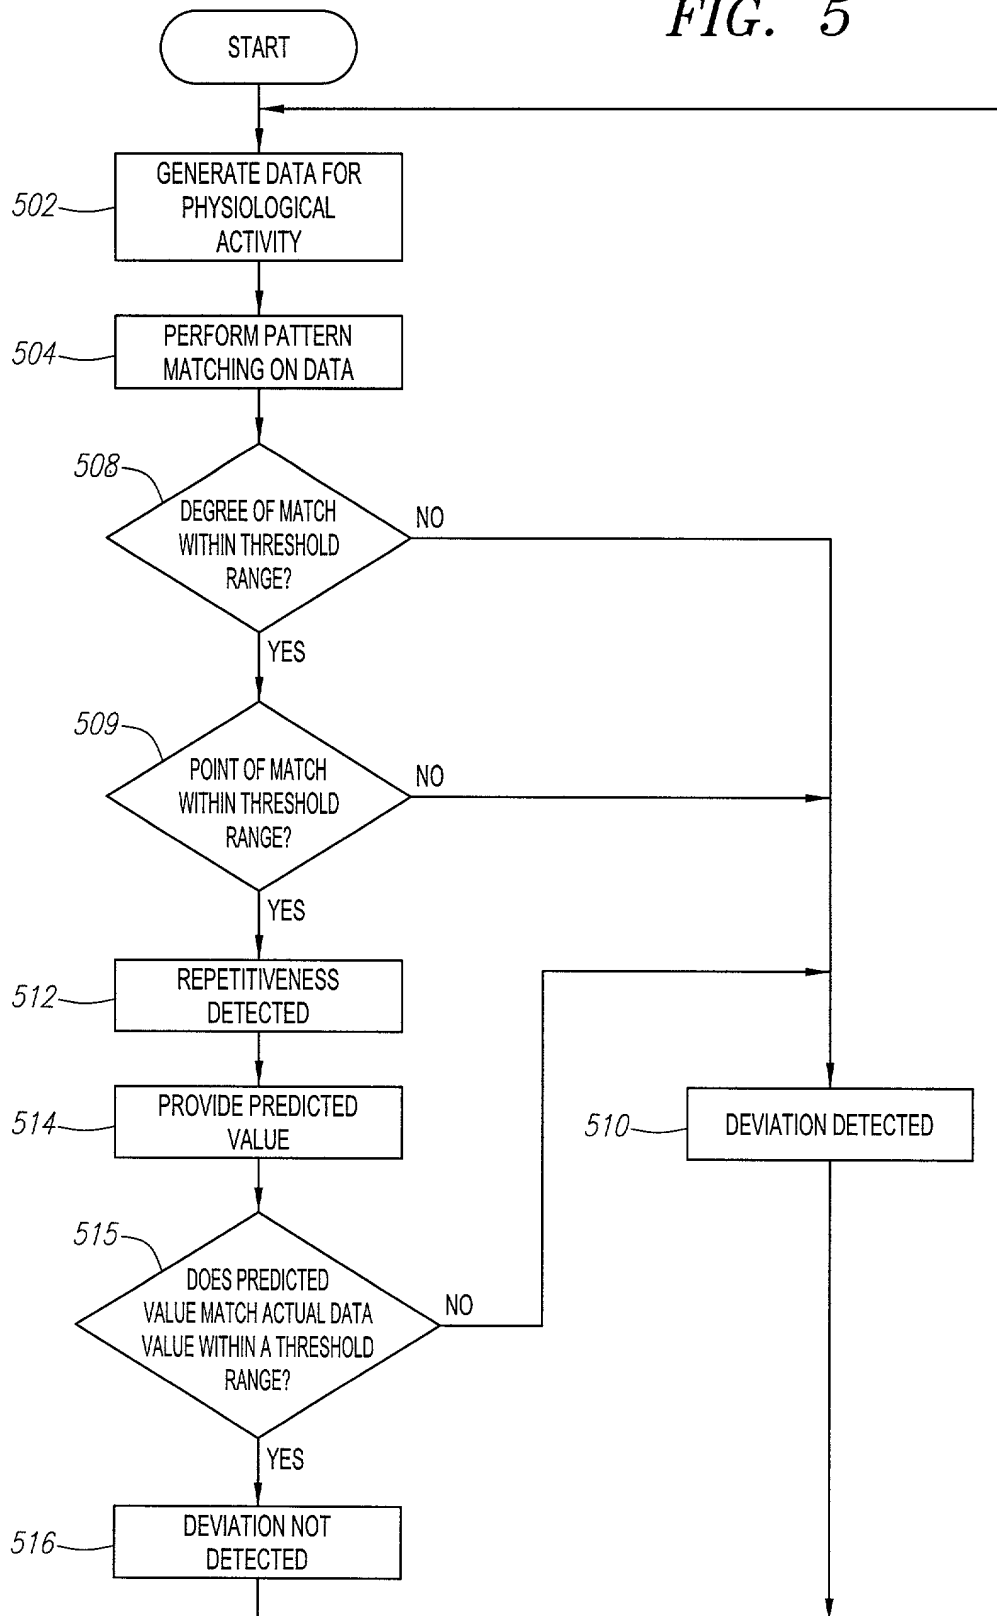 FIG. 5
START
502
GENERATE DATA FOR
PHYSIOLOGICAL
ACTIVITY
504
PERFORM PATTERN
MATCHING ON DATA
508
DEGREE OF MATCH
WITHIN THRESHOLD
RANGE?
NO
YES
509
POINT OF MATCH
WITHIN THRESHOLD
RANGE?
NO
YES
512
REPETITIVENESS
DETECTED
514
PROVIDE PREDICTED
VALUE
510
DEVIATION DETECTED
515
DOES PREDICTED
VALUE MATCH ACTUAL DATA
VALUE WITHIN A THRESHOLD
RANGE?
NO
YES
516
DEVIATION NOT
DETECTED